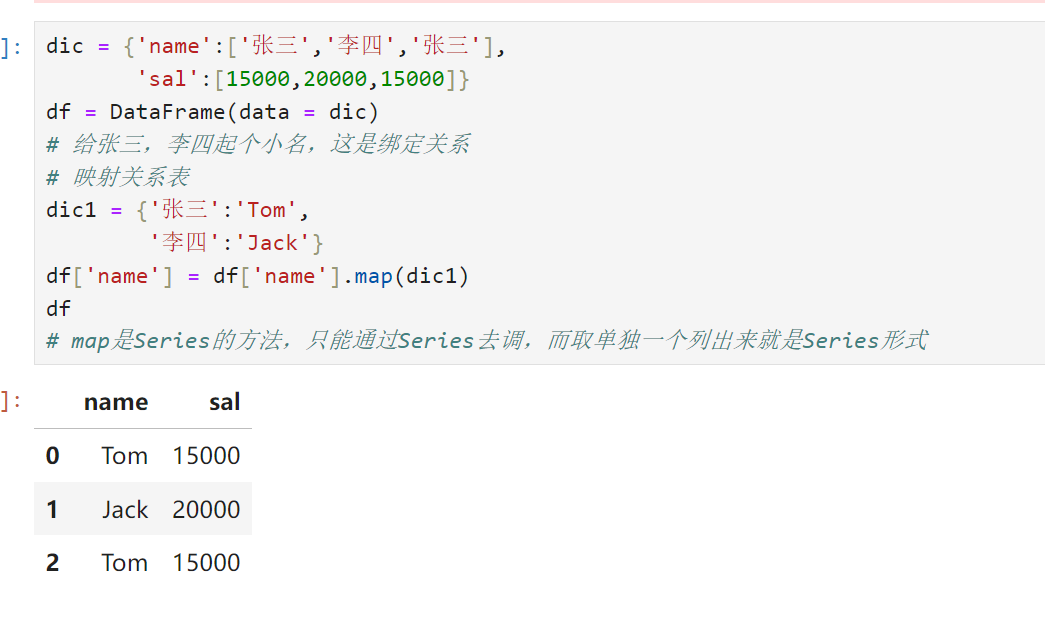 ]:
dic = {'name':['张三','李四','张三'],
'sal':[15000,20000,15000]}
df = DataFrame(data = dic)
# 给张三，李四起个小名，这是绑定关系
# 映射关系表
dic1 = {'张三':'Tom',
'李四':'Jack'}
df['name'] = df['name'].map(dic1)
df
# map是Series的方法，只能通过Series去调，而取单独一个列出来就是Series形式
]:
name sal
0 Tom 15000
1 Jack 20000
2 Tom 15000